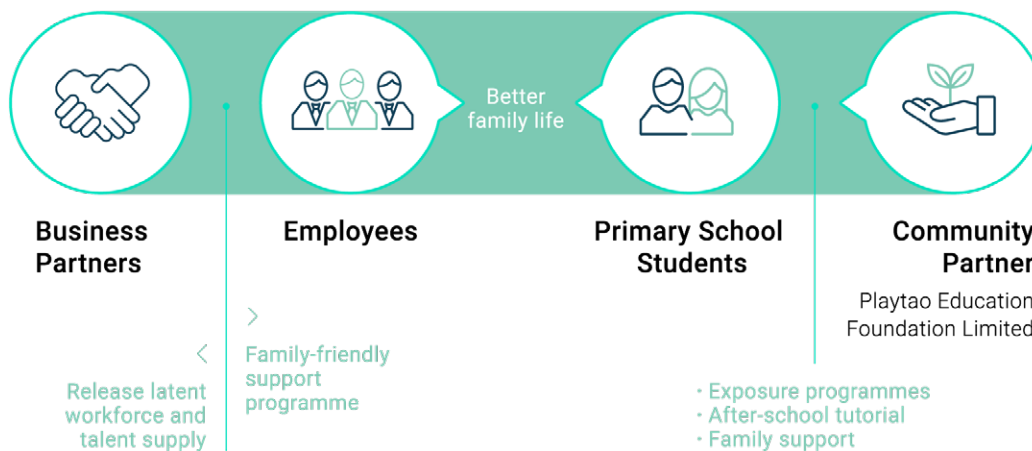 Better
family life
Business
Partners
Employees
Primary School
Students
Community
Partner
Playtao Education
Foundation Limited
Release latent
workforce and
talent supply
Family-friendly
support
programme
· Exposure programmes
· After-school tutorial
· Family support